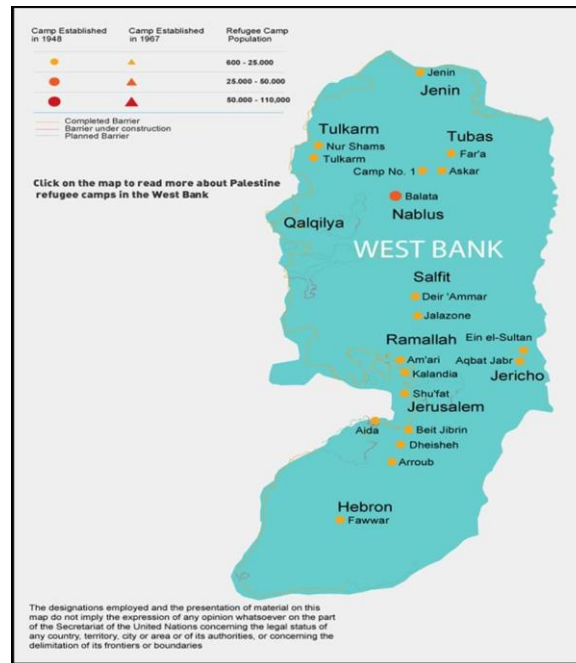 Camp Established
in 1948
Camp Established
in 1967
Refugee Camp
Population
600 - 25.000
25.000 - 50.000
50.000 - 110,000
Completed Barrier
Barrier under construction
Planned Barrier
Click on the map to read more about Palestine
refugee camps in the West Bank
Jenin
Jenin
Tulkarm
Nur Shams
Tulkarm
Tubas
Far'a
Camp No. 1
Askar
Balata
Nablus
Qalqilya
WEST BANK
Salfit
Deir 'Ammar
Jalazone
Ramallah
Ein el-Sultan
Am'ari
Aqbat Jabr
Kalandia
Jericho
Shu'fat
Jerusalem
Aida
Beit Jibrin
Dheisheh
Arroub
Hebron
Fawwar
The designations employed and the presentation of material on this
map do not imply the expression of any opinion whatsoever on the part
of the Secretariat of the United Nations concerning the legal status of
any country, territory, city or area or of its authorities, or concerning the
delimitation of its frontiers or boundaries